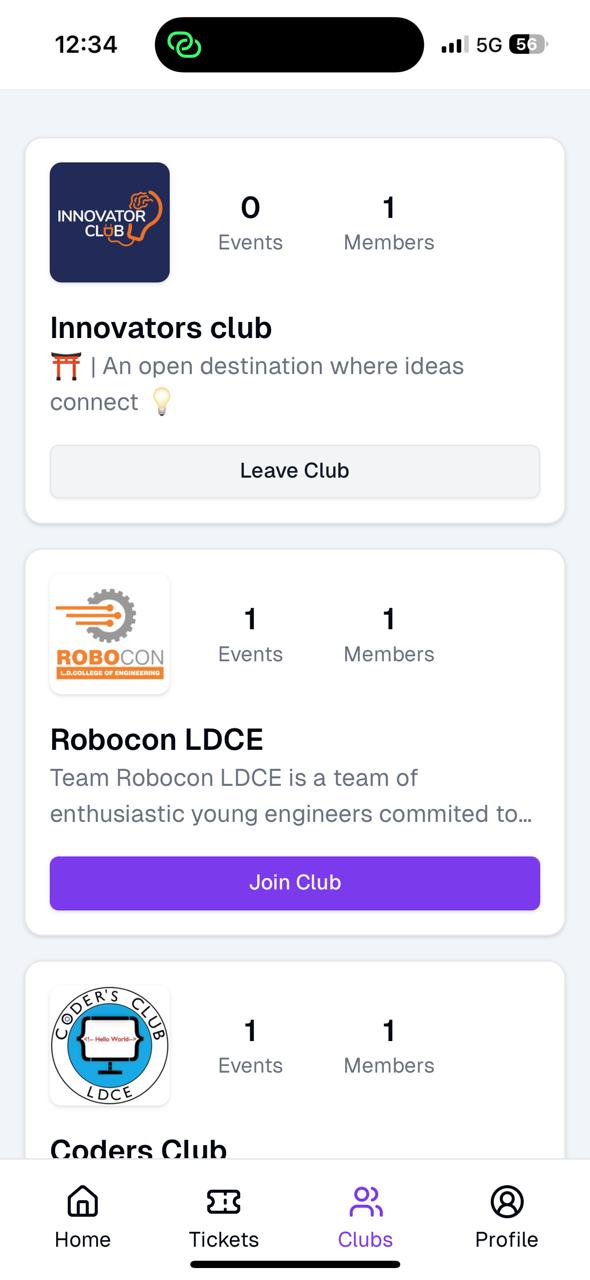 12:34
5G 56
INNOVATOR
CLUB
0 1
Events Members
Innovators club
⛩️ | An open destination where ideas
connect 💡
Leave Club
ROBOCON
L.D.COLLEGE OF ENGINEERING
1 1
Events Members
Robocon LDCE
Team Robocon LDCE is a team of
enthusiastic young engineers commited to...
Join Club
CODER'S CLUB
<!-- Hello World-->
LDCE
1 1
Events Members
Coders Club
Home Tickets Clubs Profile